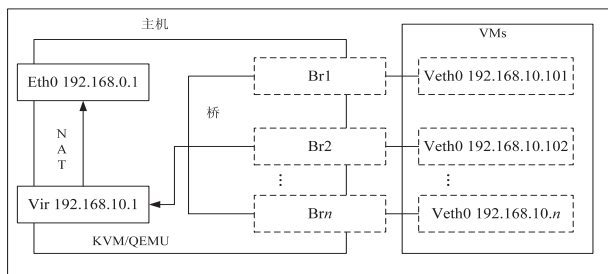 主机
VMs
Eth0 192.168.0.1
Br1
Veth0 192.168.10.101
桥
NAT
Br2
Veth0 192.168.10.102
⋮
⋮
Vir 192.168.10.1
Brn
Veth0 192.168.10.n
KVM/QEMU